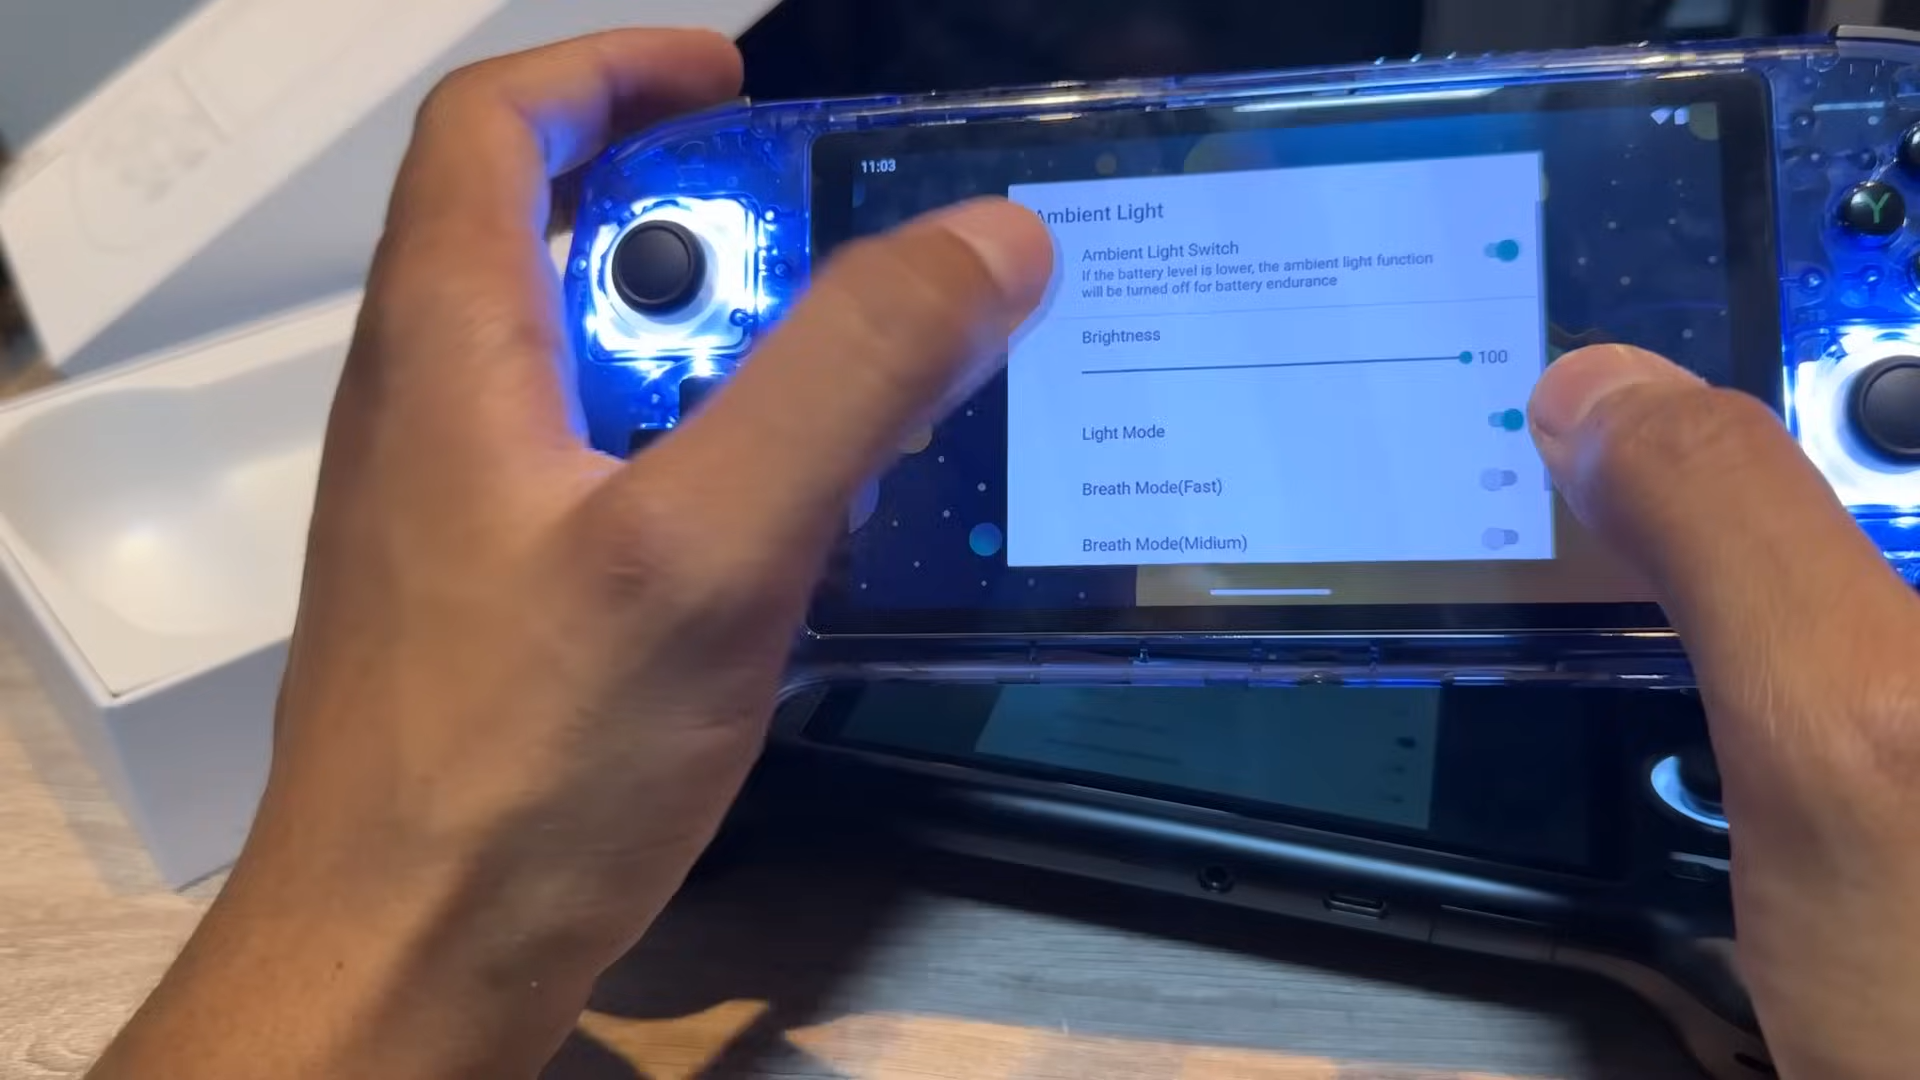 11:03
Ambient Light
Ambient Light Switch
If the battery level is lower, the ambient light function
will be turned off for battery endurance
Brightness
100
Light Mode
Breath Mode(Fast)
Breath Mode(Midium)
Y